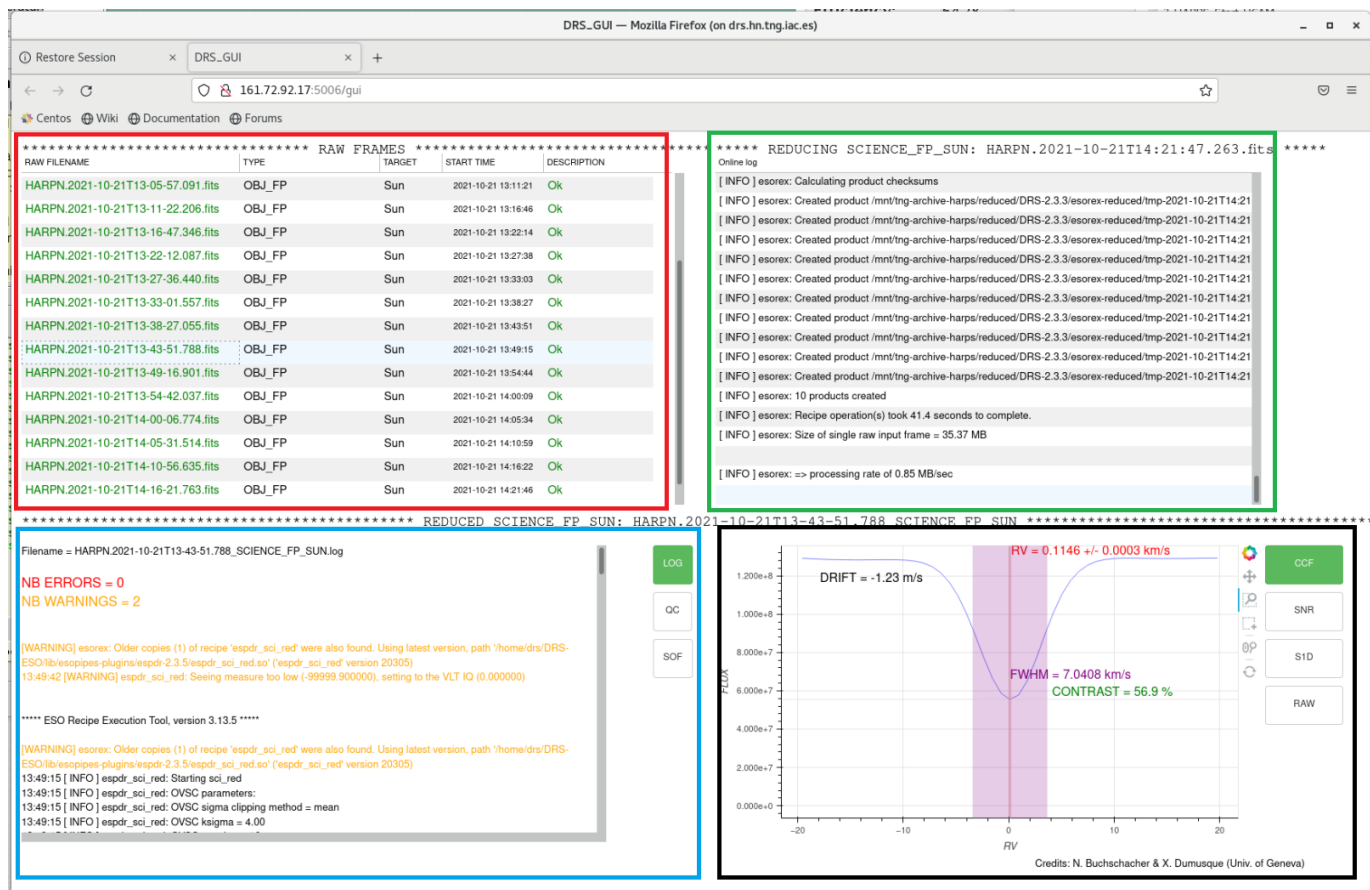 DRS_GUI — Mozilla Firefox (on drs.hn.tng.iac.es)
Restore Session × DRS_GUI × +
161.72.92.17:5006/gui
Centos Wiki Documentation Forums
RAW FRAMES
RAW FILENAME TYPE TARGET START TIME DESCRIPTION
HARPN.2021-10-21T13-05-57.091.fits OBJ_FP Sun 2021-10-21 13:11:21 Ok
HARPN.2021-10-21T13-11-22.206.fits OBJ_FP Sun 2021-10-21 13:16:46 Ok
HARPN.2021-10-21T13-16-47.346.fits OBJ_FP Sun 2021-10-21 13:22:14 Ok
HARPN.2021-10-21T13-22-12.087.fits OBJ_FP Sun 2021-10-21 13:27:38 Ok
HARPN.2021-10-21T13-27-36.440.fits OBJ_FP Sun 2021-10-21 13:33:03 Ok
HARPN.2021-10-21T13-33-01.557.fits OBJ_FP Sun 2021-10-21 13:38:27 Ok
HARPN.2021-10-21T13-38-27.055.fits OBJ_FP Sun 2021-10-21 13:43:51 Ok
HARPN.2021-10-21T13-43-51.788.fits OBJ_FP Sun 2021-10-21 13:49:15 Ok
HARPN.2021-10-21T13-49-16.901.fits OBJ_FP Sun 2021-10-21 13:54:44 Ok
HARPN.2021-10-21T13-54-42.037.fits OBJ_FP Sun 2021-10-21 14:00:09 Ok
HARPN.2021-10-21T14-00-06.774.fits OBJ_FP Sun 2021-10-21 14:05:34 Ok
HARPN.2021-10-21T14-05-31.514.fits OBJ_FP Sun 2021-10-21 14:10:59 Ok
HARPN.2021-10-21T14-10-56.635.fits OBJ_FP Sun 2021-10-21 14:16:22 Ok
HARPN.2021-10-21T14-16-21.763.fits OBJ_FP Sun 2021-10-21 14:21:46 Ok
***** REDUCING SCIENCE_FP_SUN: HARPN.2021-10-21T14:21:47.263.fits *****
Online log
[ INFO ] esorex: Calculating product checksums
[ INFO ] esorex: Created product /mnt/tng-archive-harps/reduced/DRS-2.3.3/esorex-reduced/tmp-2021-10-21T14:21
[ INFO ] esorex: Created product /mnt/tng-archive-harps/reduced/DRS-2.3.3/esorex-reduced/tmp-2021-10-21T14:21
[ INFO ] esorex: Created product /mnt/tng-archive-harps/reduced/DRS-2.3.3/esorex-reduced/tmp-2021-10-21T14:21
[ INFO ] esorex: Created product /mnt/tng-archive-harps/reduced/DRS-2.3.3/esorex-reduced/tmp-2021-10-21T14:21
[ INFO ] esorex: Created product /mnt/tng-archive-harps/reduced/DRS-2.3.3/esorex-reduced/tmp-2021-10-21T14:21
[ INFO ] esorex: Created product /mnt/tng-archive-harps/reduced/DRS-2.3.3/esorex-reduced/tmp-2021-10-21T14:21
[ INFO ] esorex: Created product /mnt/tng-archive-harps/reduced/DRS-2.3.3/esorex-reduced/tmp-2021-10-21T14:21
[ INFO ] esorex: Created product /mnt/tng-archive-harps/reduced/DRS-2.3.3/esorex-reduced/tmp-2021-10-21T14:21
[ INFO ] esorex: Created product /mnt/tng-archive-harps/reduced/DRS-2.3.3/esorex-reduced/tmp-2021-10-21T14:21
[ INFO ] esorex: Created product /mnt/tng-archive-harps/reduced/DRS-2.3.3/esorex-reduced/tmp-2021-10-21T14:21
[ INFO ] esorex: 10 products created
[ INFO ] esorex: Recipe operation(s) took 41.4 seconds to complete.
[ INFO ] esorex: Size of single raw input frame = 35.37 MB
[ INFO ] esorex: => processing rate of 0.85 MB/sec
REDUCED SCIENCE_FP_SUN: HARPN.2021-10-21T13-43-51.788_SCIENCE_FP_SUN
Filename = HARPN.2021-10-21T13-43-51.788_SCIENCE_FP_SUN.log
NB ERRORS = 0
NB WARNINGS = 2
[WARNING] esorex: Older copies (1) of recipe 'espdr_sci_red' were also found. Using latest version, path '/home/drs/DRS-
ESO/lib/esopipes-plugins/espdr-2.3.5/espdr_sci_red.so' ('espdr_sci_red' version 20305)
13:49:42 [WARNING] espdr_sci_red: Seeing measure too low (-99999.900000), setting to the VLT IQ (0.000000)
***** ESO Recipe Execution Tool, version 3.13.5 *****
[WARNING] esorex: Older copies (1) of recipe 'espdr_sci_red' were also found. Using latest version, path '/home/drs/DRS-
ESO/lib/esopipes-plugins/espdr-2.3.5/espdr_sci_red.so' ('espdr_sci_red' version 20305)
13:49:15 [ INFO ] espdr_sci_red: Starting sci_red
13:49:15 [ INFO ] espdr_sci_red: OVSC parameters:
13:49:15 [ INFO ] espdr_sci_red: OVSC sigma clipping method = mean
13:49:15 [ INFO ] espdr_sci_red: OVSC ksigma = 4.00
LOG
QC
SOF
RV = 0.1146 +/- 0.0003 km/s
DRIFT = -1.23 m/s
FWHM = 7.0408 km/s
CONTRAST = 56.9 %
FLUX
1.200e+8
1.000e+8
8.000e+7
6.000e+7
4.000e+7
2.000e+7
0.000e+0
-20 -10 0 10 20
RV
Credits: N. Buchschacher & X. Dumusque (Univ. of Geneva)
CCF
SNR
S1D
RAW